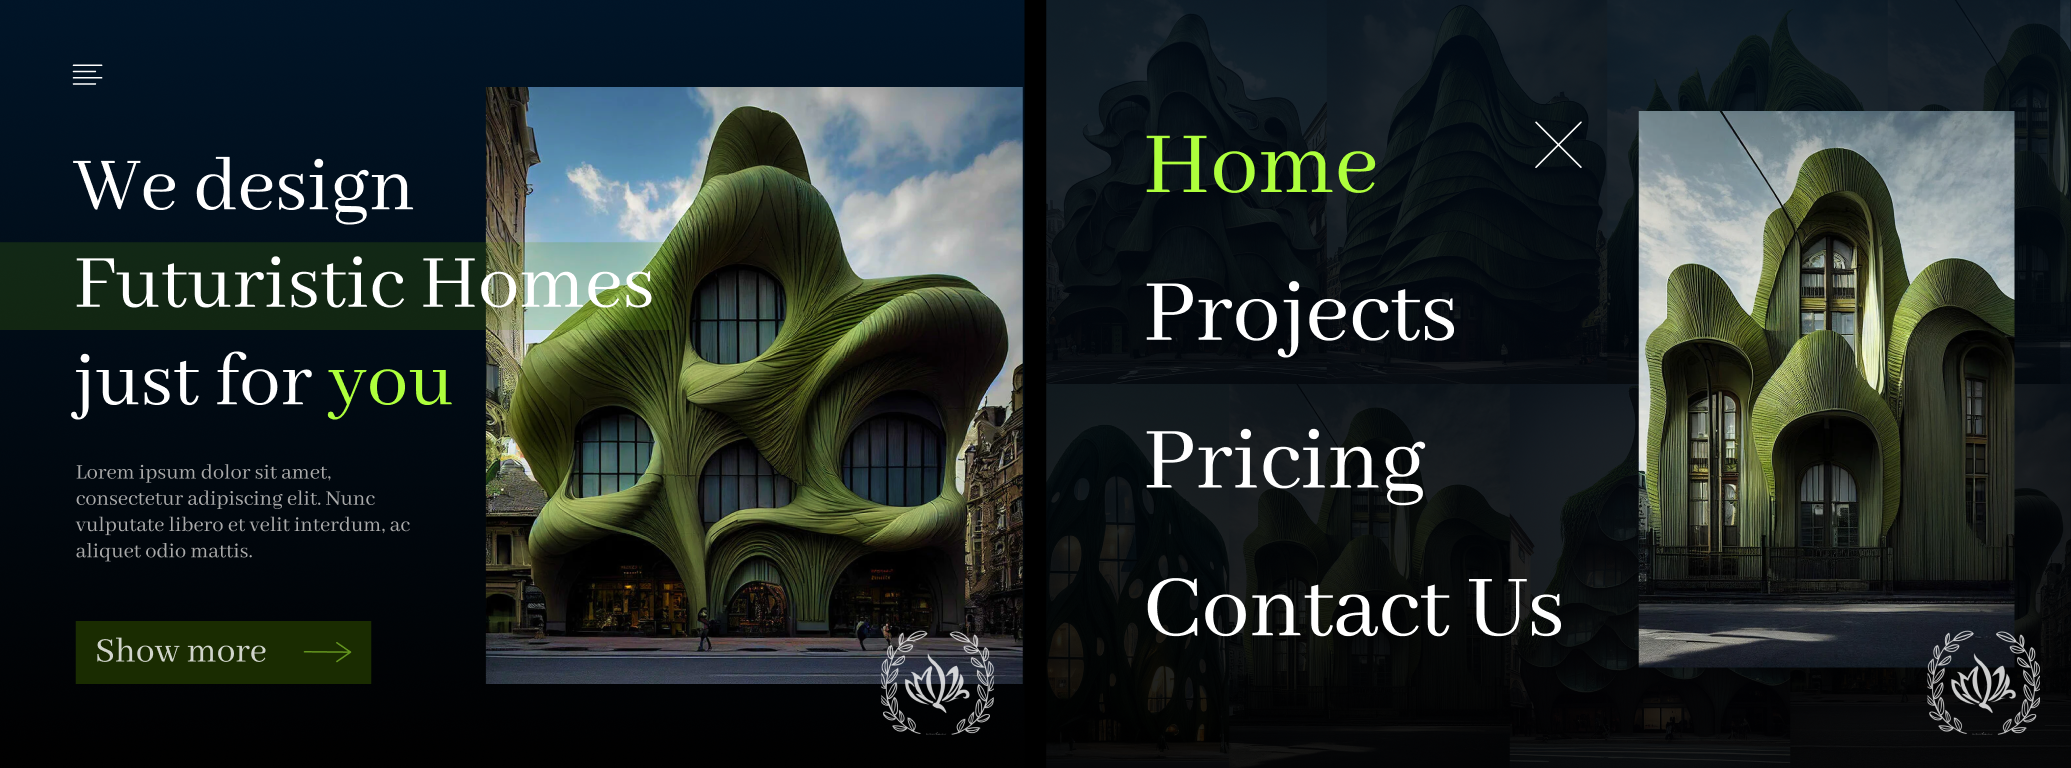 We design
Futuristic Homes
just for you
Lorem ipsum dolor sit amet,
consectetur adipiscing elit. Nunc
vulputate libero et velit interdum, ac
aliquet odio mattis.
Show more
Home
Projects
Pricing
Contact Us